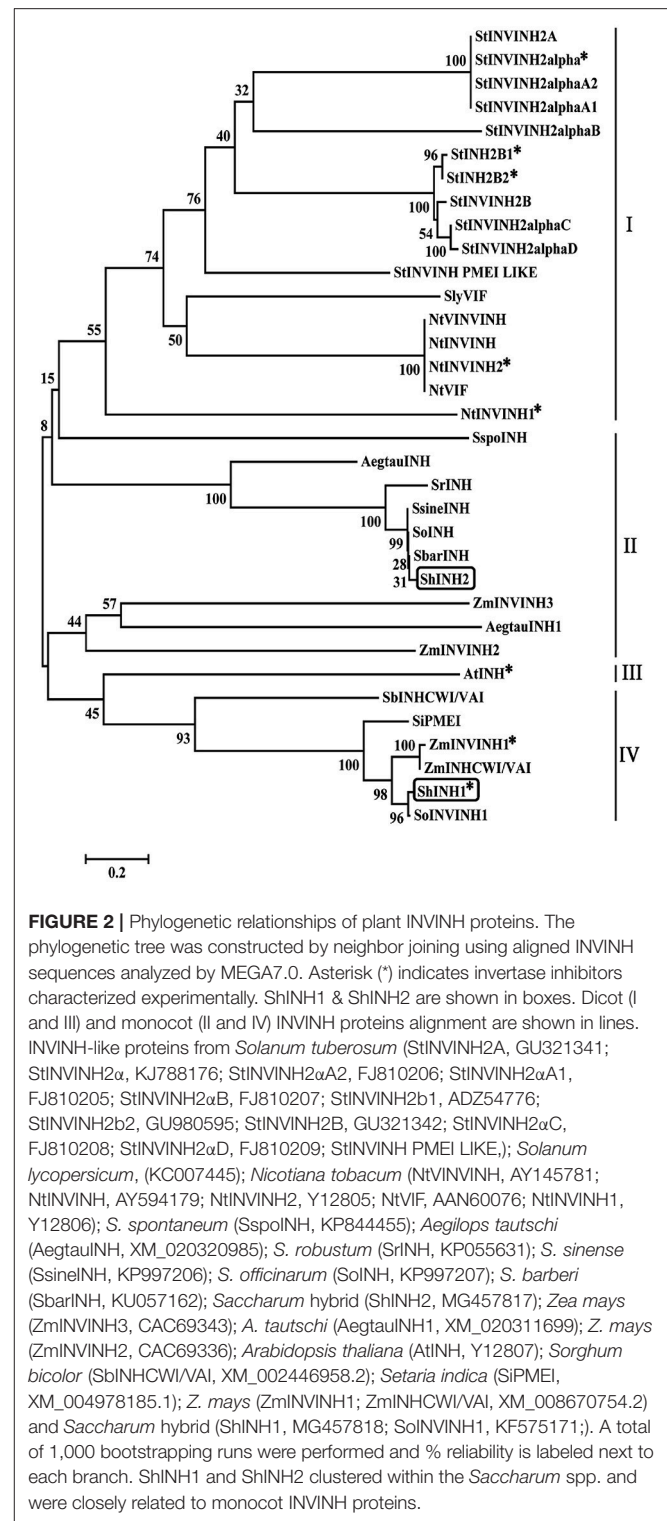 StINVINH2A
100
StINVINH2alpha*
StINVINH2alphaA2
32
StINVINH2alphaA1
StINVINH2alphaB
40
96
StINH2B1*
StINH2B2*
100
StINVINH2B
I
76
54
StINVINH2alphaC
100
StINVINH2alphaD
74
StINVINH PMEI LIKE
SlyVIF
50
NtVINVINH
55
NtINVINH
100
NtINVINH2*
NtVIF
15
NtINVINH1*
8
SspoINH
AegtauINH
100
SrINH
100
SsineINH
99
SoINH
II
28
SbarINH
31
ShINH2
57
ZmINVINH3
44
AegtauINH1
ZmINVINH2
AtINH*
III
45
SbINHCWI/VAI
93
SiPMEI
100
100
ZmINVINH1*
IV
ZmINHCWI/VAI
98
ShINH1*
96
SoINVINH1
0.2
FIGURE 2 | Phylogenetic relationships of plant INVINH proteins. The
phylogenetic tree was constructed by neighbor joining using aligned INVINH
sequences analyzed by MEGA7.0. Asterisk (*) indicates invertase inhibitors
characterized experimentally. ShINH1 & ShINH2 are shown in boxes. Dicot (I
and III) and monocot (II and IV) INVINH proteins alignment are shown in lines.
INVINH-like proteins from Solanum tuberosum (StINVINH2A, GU321341;
StINVINH2α, KJ788176; StINVINH2αA2, FJ810206; StINVINH2αA1,
FJ810205; StINVINH2αB, FJ810207; StINVINH2b1, ADZ54776;
StINVINH2b2, GU980595; StINVINH2B, GU321342; StINVINH2αC,
FJ810208; StINVINH2αD, FJ810209; StINVINH PMEI LIKE,); Solanum
lycopersicum, (KC007445); Nicotiana tobacum (NtVINVINH, AY145781;
NtINVINH, AY594179; NtINVINH2, Y12805; NtVIF, AAN60076; NtINVINH1,
Y12806); S. spontaneum (SspoINH, KP844455); Aegilops tautschi
(AegtauINH, XM_020320985); S. robustum (SrINH, KP055631); S. sinense
(SsineINH, KP997206); S. officinarum (SoINH, KP997207); S. barberi
(SbarINH, KU057162); Saccharum hybrid (ShINH2, MG457817); Zea mays
(ZmINVINH3, CAC69343); A. tautschi (AegtauINH1, XM_020311699); Z. mays
(ZmINVINH2, CAC69336); Arabidopsis thaliana (AtINH, Y12807); Sorghum
bicolor (SbINHCWI/VAI, XM_002446958.2); Setaria indica (SiPMEI,
XM_004978185.1); Z. mays (ZmINVINH1; ZmINHCWI/VAI, XM_008670754.2)
and Saccharum hybrid (ShINH1, MG457818; SoINVINH1, KF575171;). A total
of 1,000 bootstrapping runs were performed and % reliability is labeled next to
each branch. ShINH1 and ShINH2 clustered within the Saccharum spp. and
were closely related to monocot INVINH proteins.